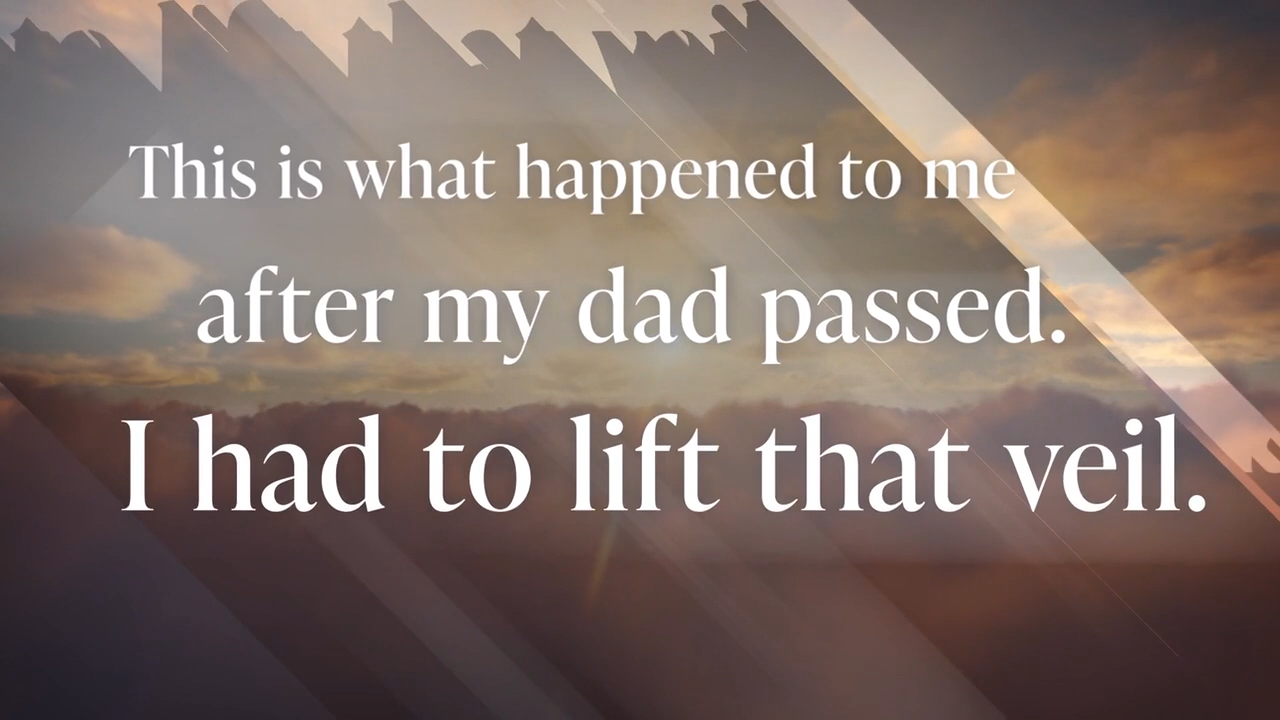 This is what happened to me
after my dad passed.
I had to lift that veil.